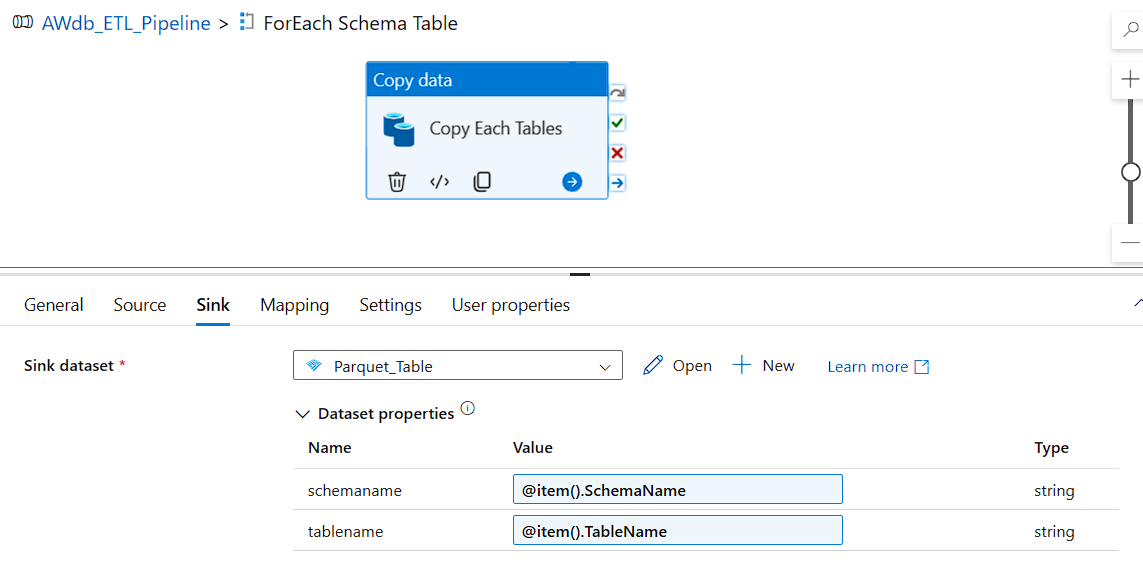 AWdb_ETL_Pipeline > ForEach Schema Table
Copy data
Copy Each Tables
General Source Sink Mapping Settings User properties
Sink dataset * Parquet_Table Open New Learn more
Dataset properties
Name Value Type
schemaname @item().SchemaName string
tablename @item().TableName string